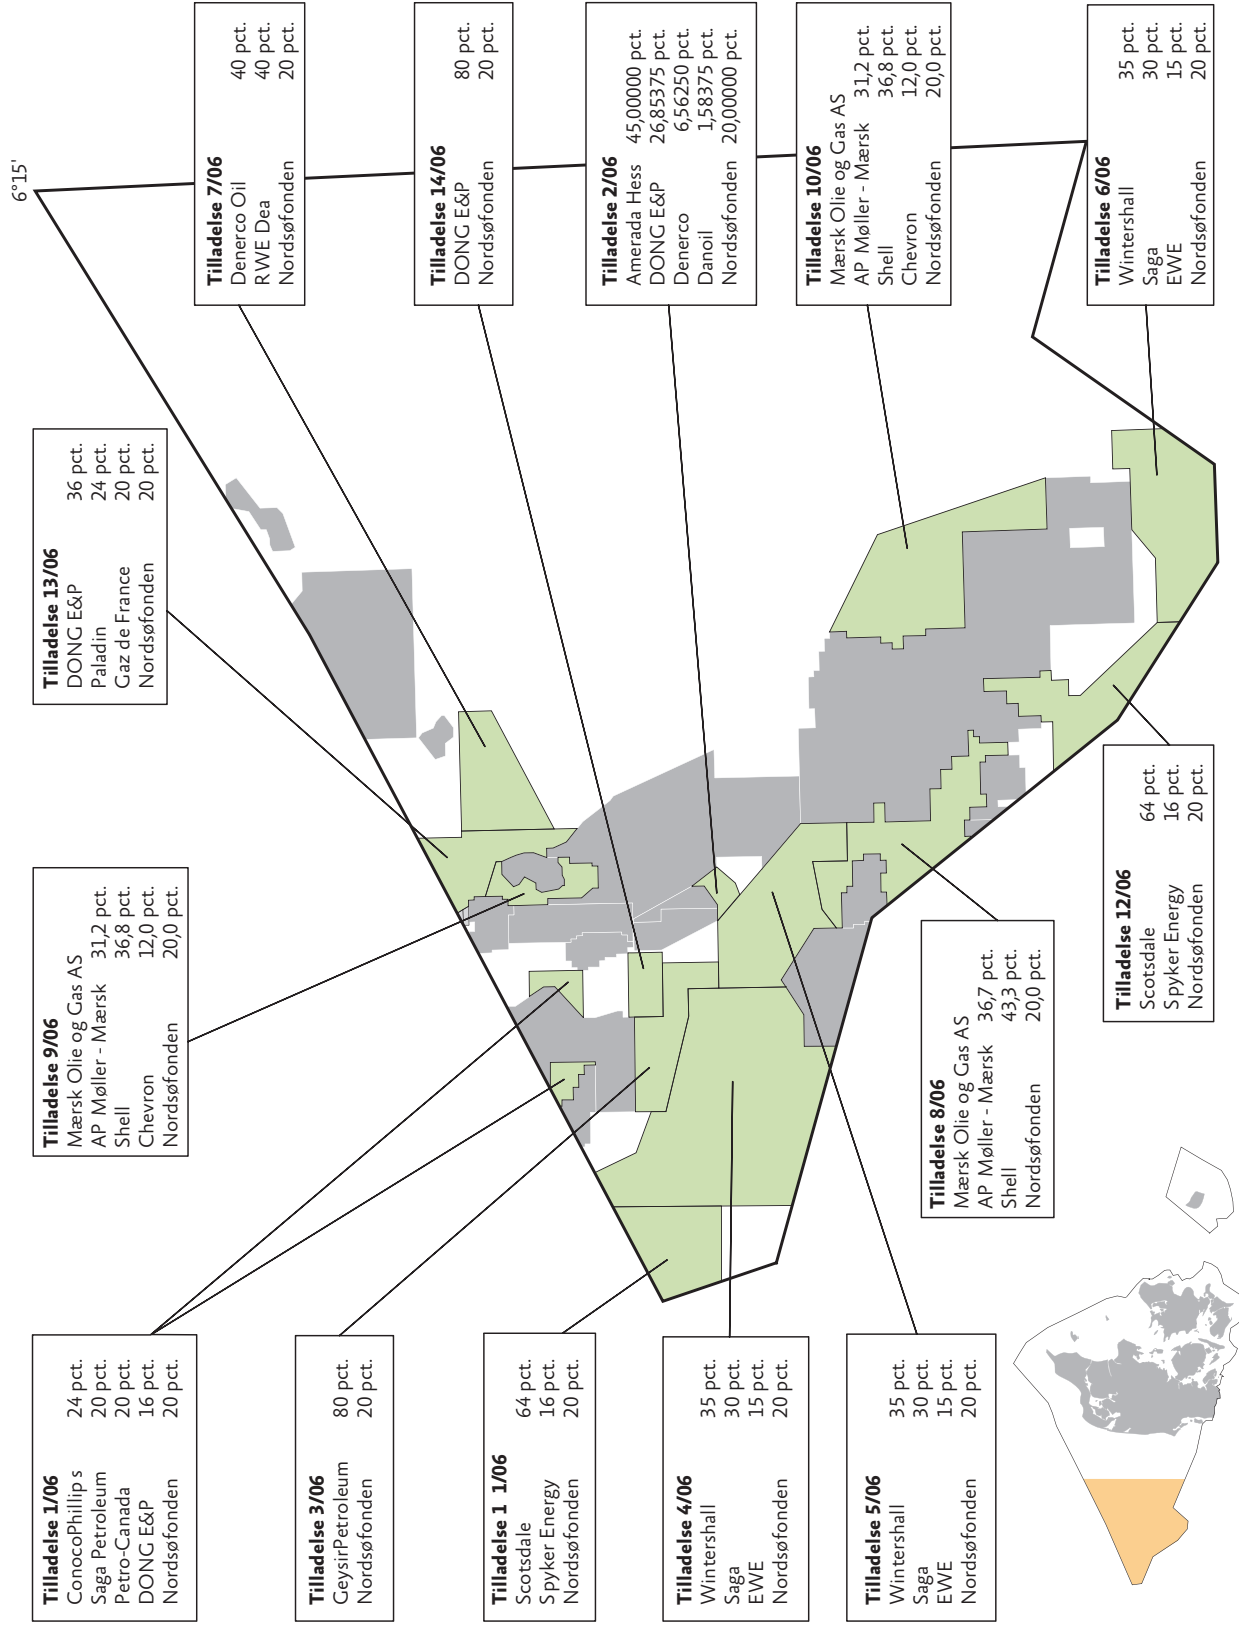 6°15'
Tilladelse 1/06
ConocoPhillip s 24 pct.
Saga Petroleum 20 pct.
Petro-Canada 20 pct.
DONG E&P 16 pct.
Nordsøfonden 20 pct.
Tilladelse 9/06
Mærsk Olie og Gas AS
AP Møller - Mærsk 31,2 pct.
Shell 36,8 pct.
Chevron 12,0 pct.
Nordsøfonden 20,0 pct.
Tilladelse 13/06
DONG E&P 36 pct.
Paladin 24 pct.
Gaz de France 20 pct.
Nordsøfonden 20 pct.
Tilladelse 7/06
Denerco Oil 40 pct.
RWE Dea 40 pct.
Nordsøfonden 20 pct.
Tilladelse 3/06
GeysirPetroleum 80 pct.
Nordsøfonden 20 pct.
Tilladelse 14/06
DONG E&P 80 pct.
Nordsøfonden 20 pct.
Tilladelse 1 1/06
Scotsdale 64 pct.
Spyker Energy 16 pct.
Nordsøfonden 20 pct.
Tilladelse 2/06
Amerada Hess 45,00000 pct.
DONG E&P 26,85375 pct.
Denerco 6,56250 pct.
Danoil 1,58375 pct.
Nordsøfonden 20,00000 pct.
Tilladelse 4/06
Wintershall 35 pct.
Saga 30 pct.
EWE 15 pct.
Nordsøfonden 20 pct.
Tilladelse 10/06
Mærsk Olie og Gas AS
AP Møller - Mærsk 31,2 pct.
Shell 36,8 pct.
Chevron 12,0 pct.
Nordsøfonden 20,0 pct.
Tilladelse 5/06
Wintershall 35 pct.
Saga 30 pct.
EWE 15 pct.
Nordsøfonden 20 pct.
Tilladelse 8/06
Mærsk Olie og Gas AS
AP Møller - Mærsk 36,7 pct.
Shell 43,3 pct.
Nordsøfonden 20,0 pct.
Tilladelse 12/06
Scotsdale 64 pct.
Spyker Energy 16 pct.
Nordsøfonden 20 pct.
Tilladelse 6/06
Wintershall 35 pct.
Saga 30 pct.
EWE 15 pct.
Nordsøfonden 20 pct.